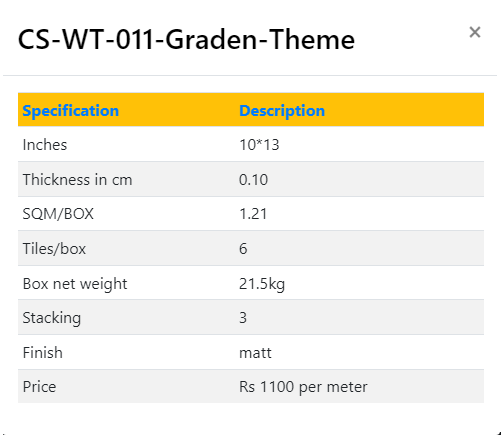 CS-WT-011-Graden-Theme ×
Specification Description
Inches 10*13
Thickness in cm 0.10
SQM/BOX 1.21
Tiles/box 6
Box net weight 21.5kg
Stacking 3
Finish matt
Price Rs 1100 per meter